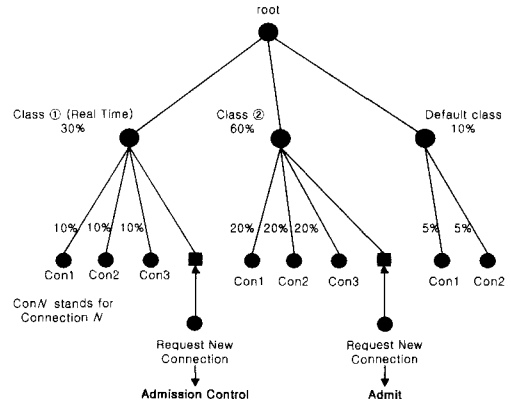 root
Class ① (Real Time)
30%
Class ②
60%
Default class
10%
10% 10% 10%
20% 20% 20%
5% 5%
Con1 Con2 Con3
Con1 Con2 Con3
Con1 Con2
ConN stands for
Connection N
Request New
Connection
Request New
Connection
Admission Control
Admit